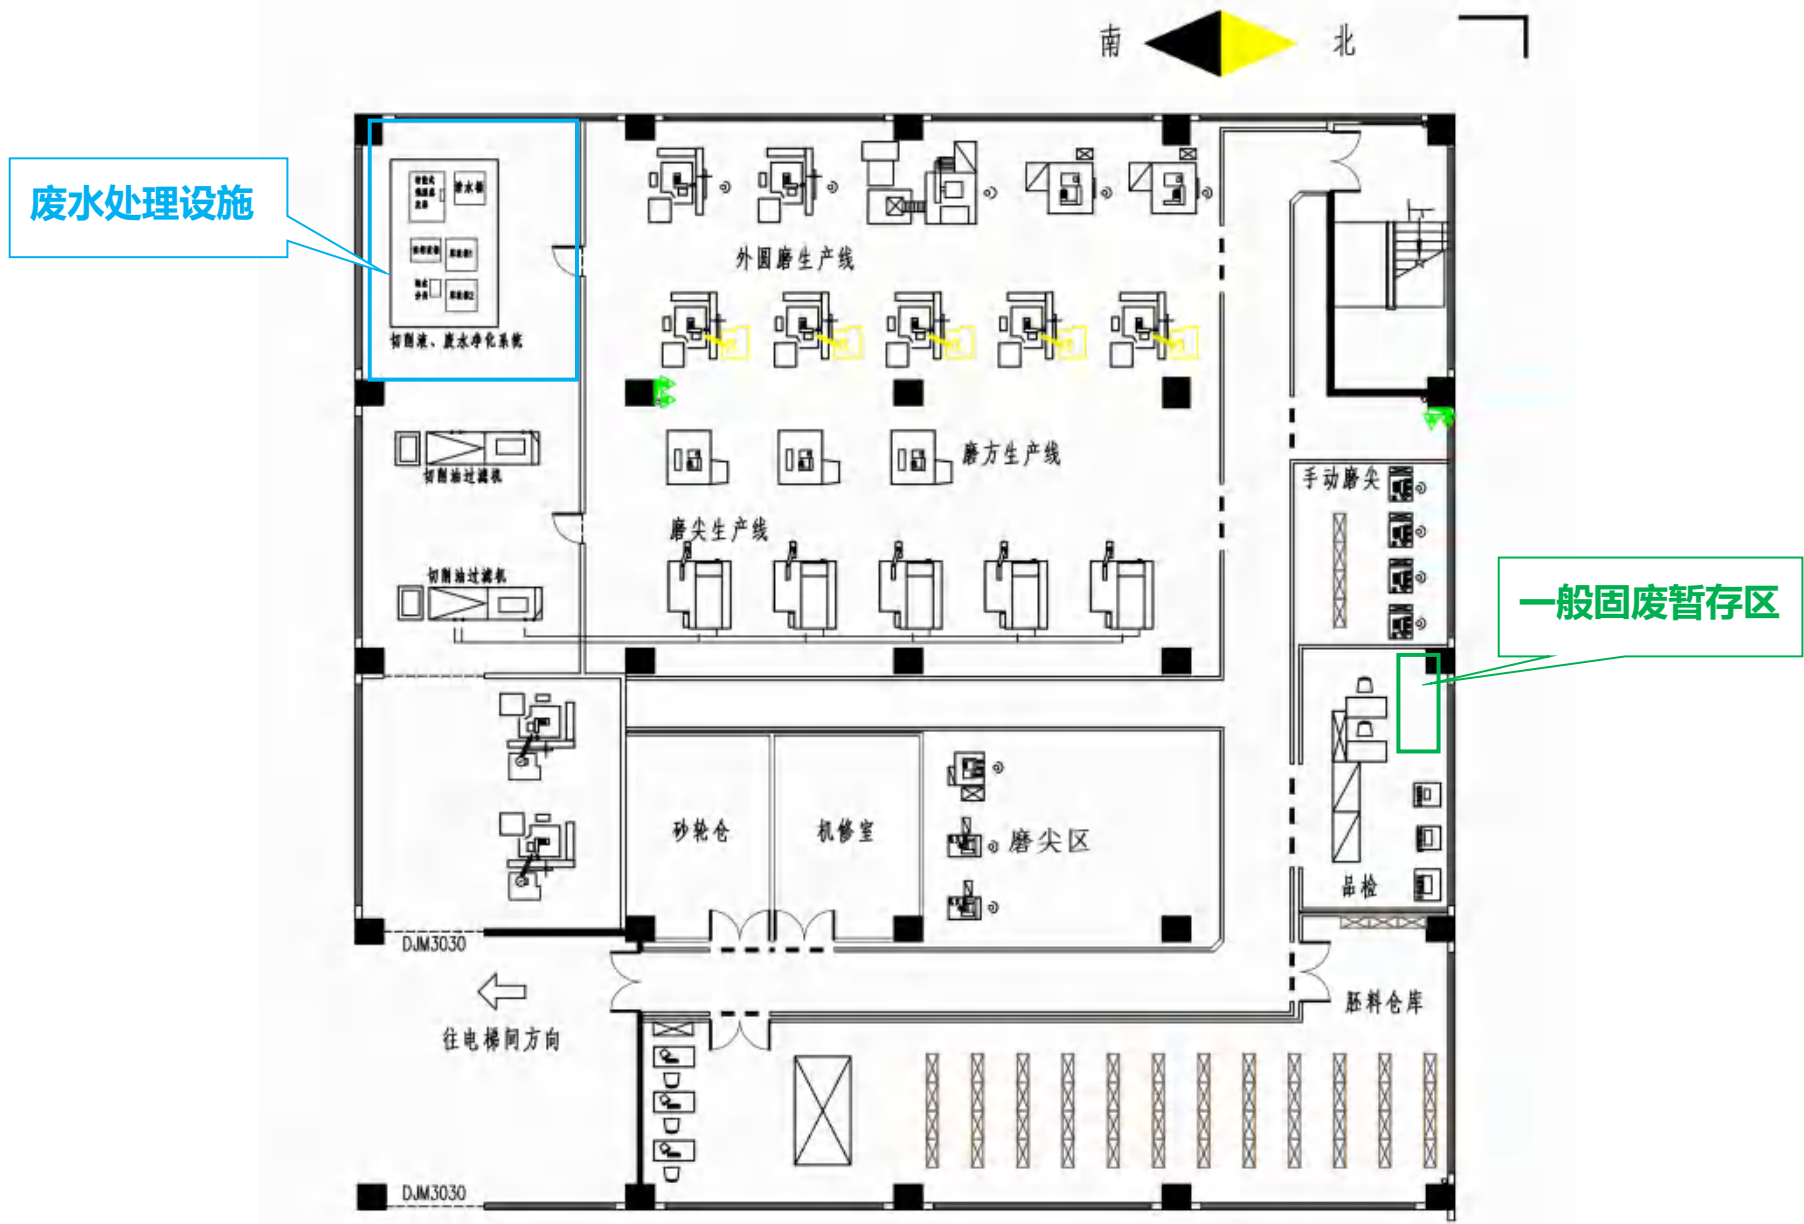 南
北
废水处理设施
清水箱
外圆磨生产线
切削液、废水净化系统
磨方生产线
切削油过滤机
手动磨尖
磨尖生产线
切削油过滤机
一般固废暂存区
砂轮仓
机修室
磨尖区
品检
DJM3030
胚料仓库
往电梯间方向
DJM3030